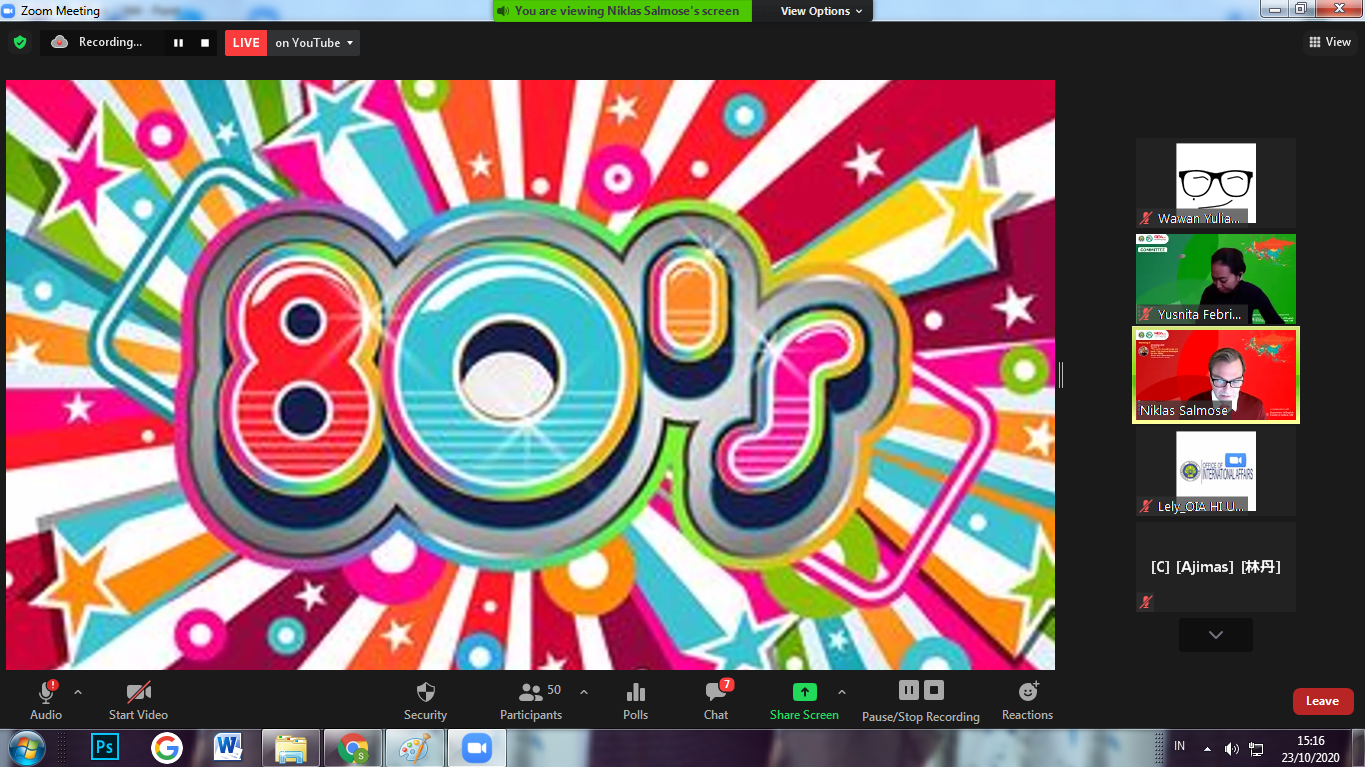 Zoom Meeting
You are viewing Niklas Salmose's screen
View Options
Recording...
LIVE
on YouTube
View
80's
Wawan Yulia...
COMMITTEE
Yusnita Febri...
Niklas Salmose
OFFICE OF
INTERNATIONAL AFFAIRS
Lely_OIA HI U...
[C] [Ajimas] [林丹]
Audio
Start Video
Security
50
Participants
Polls
7
Chat
Share Screen
Pause/Stop Recording
Reactions
Leave
Ps
IN
15:16
23/10/2020